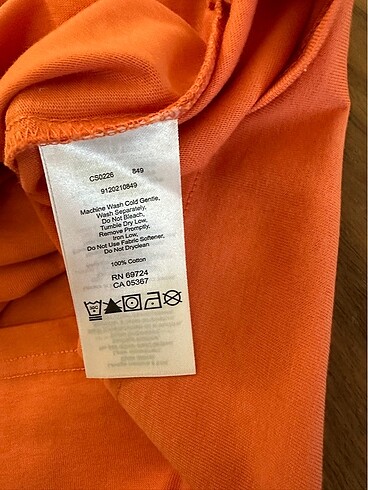 CS0226 849
9120210849
Machine Wash Cold Gentle,
Wash Separately,
Do Not Bleach,
Tumble Dry Low,
Remove Promptly,
Iron Low,
Do Not Use Fabric Softener,
Do Not Dryclean
100% Cotton
RN 69724
CA 05367